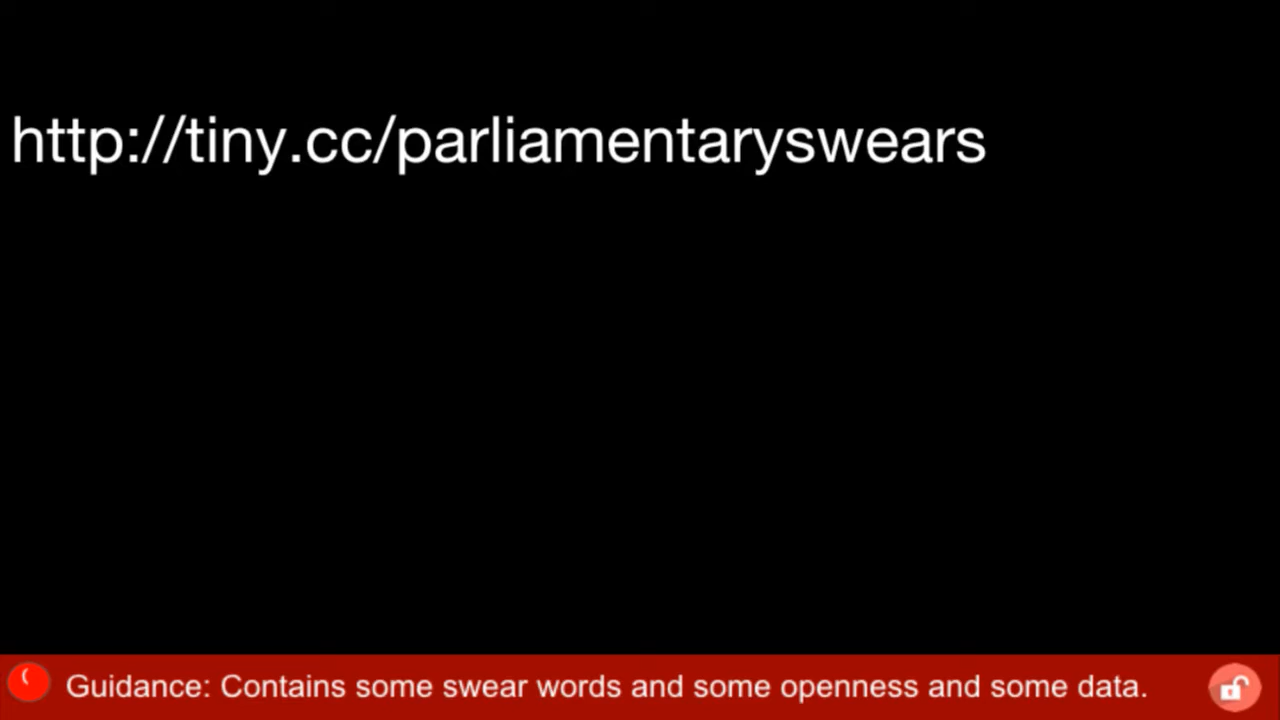 http://tiny.cc/parliamentaryswears
Guidance: Contains some swear words and some openness and some data.